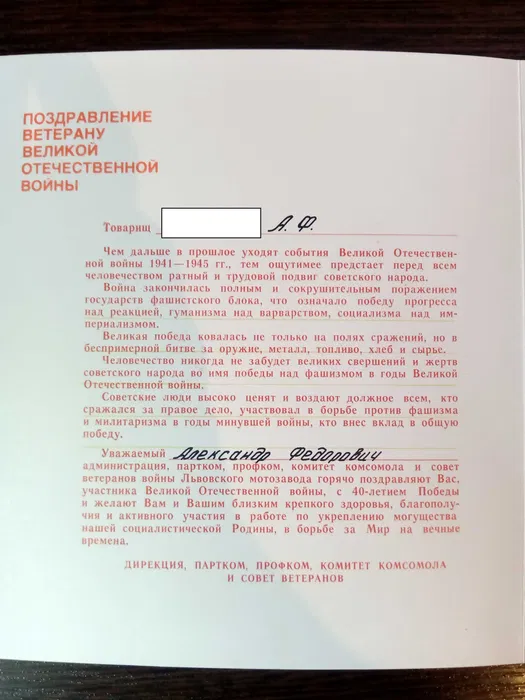 ПОЗДРАВЛЕНИЕ
ВЕТЕРАНУ
ВЕЛИКОЙ
ОТЕЧЕСТВЕННОЙ
ВОЙНЫ
Товарищ А. Ф.
Чем дальше в прошлое уходят события Великой Отечествен-
ной войны 1941—1945 гг., тем ощутимее предстает перед всем
человечеством ратный и трудовой подвиг советского народа.
Война закончилась полным и сокрушительным поражением
государств фашистского блока, что означало победу прогресса
над реакцией, гуманизма над варварством, социализма над им-
периализмом.
Великая победа ковалась не только на полях сражений, но в
беспримерной битве за оружие, металл, топливо, хлеб и сырье.
Человечество никогда не забудет великих свершений и жертв
советского народа во имя победы над фашизмом в годы Великой
Отечественной войны.
Советские люди высоко ценят и воздают должное всем, кто
сражался за правое дело, участвовал в борьбе против фашизма
и милитаризма в годы минувшей войны, кто внес вклад в общую
победу.
Уважаемый Александр Федорович
администрация, партком, профком, комитет комсомола и совет
ветеранов войны Львовского мотозавода горячо поздравляют Вас,
участника Великой Отечественной войны, с 40-летием Победы
и желают Вам и Вашим близким крепкого здоровья, благополу-
чия и активного участия в работе по укреплению могущества
нашей социалистической Родины, в борьбе за Мир на вечные
времена.
ДИРЕКЦИЯ, ПАРТКОМ, ПРОФКОМ, КОМИТЕТ КОМСОМОЛА
И СОВЕТ ВЕТЕРАНОВ